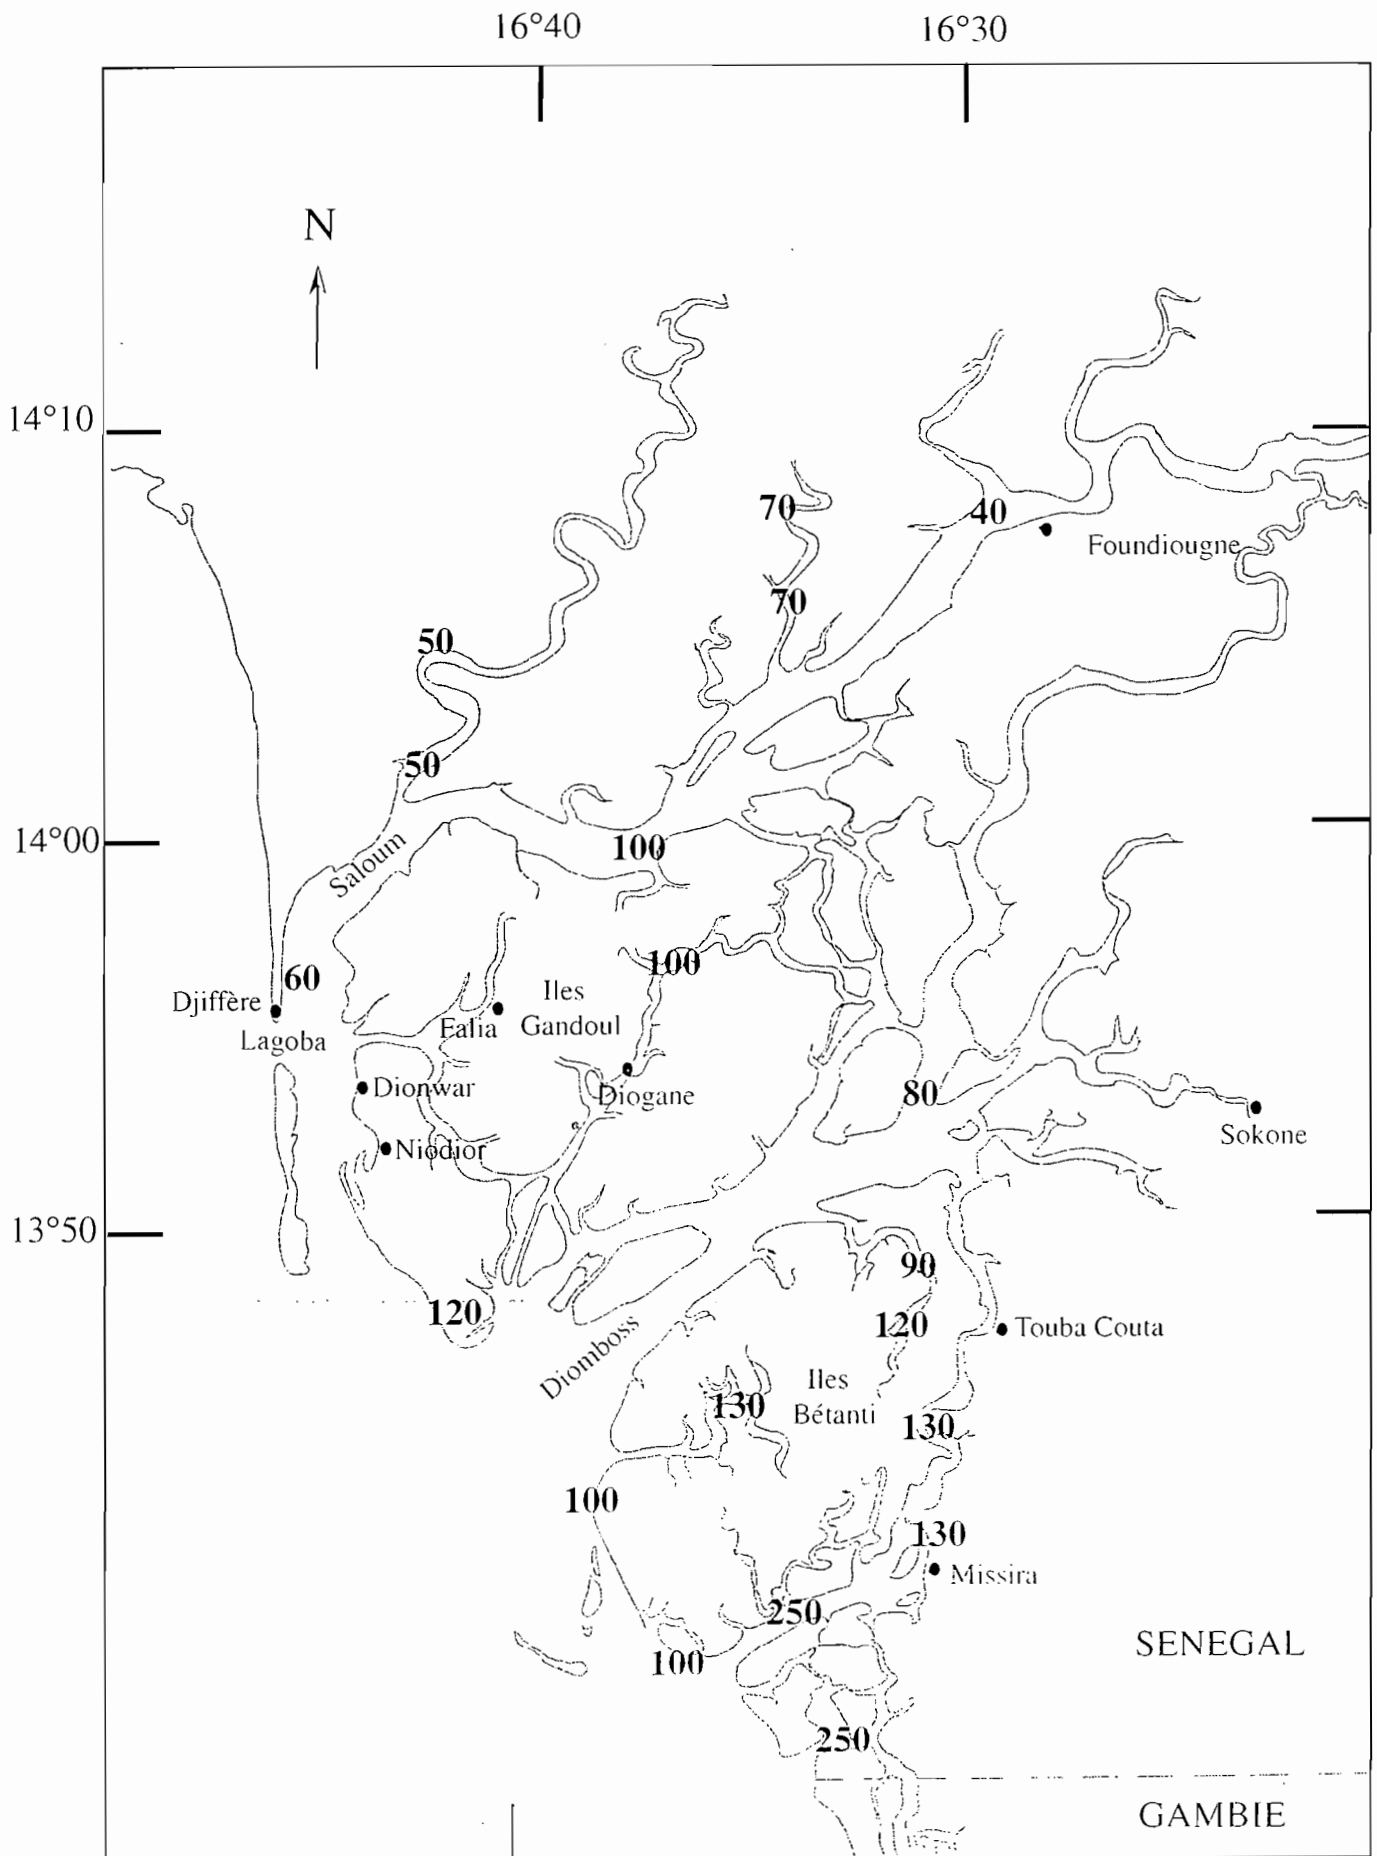 16°40
16°30
N
14°10
70
40
Foundiougne
70
50
50
14°00
100
Saloum
100
60
Djiffère
Iles
Gandoul
Falia
Lagoba
Dionwar
Diogane
80
Sokone
Niodior
13°50
90
120
120
Touba Couta
Diomboss
Iles
Bétanti
130
130
100
130
Missira
250
SENEGAL
100
250
GAMBIE